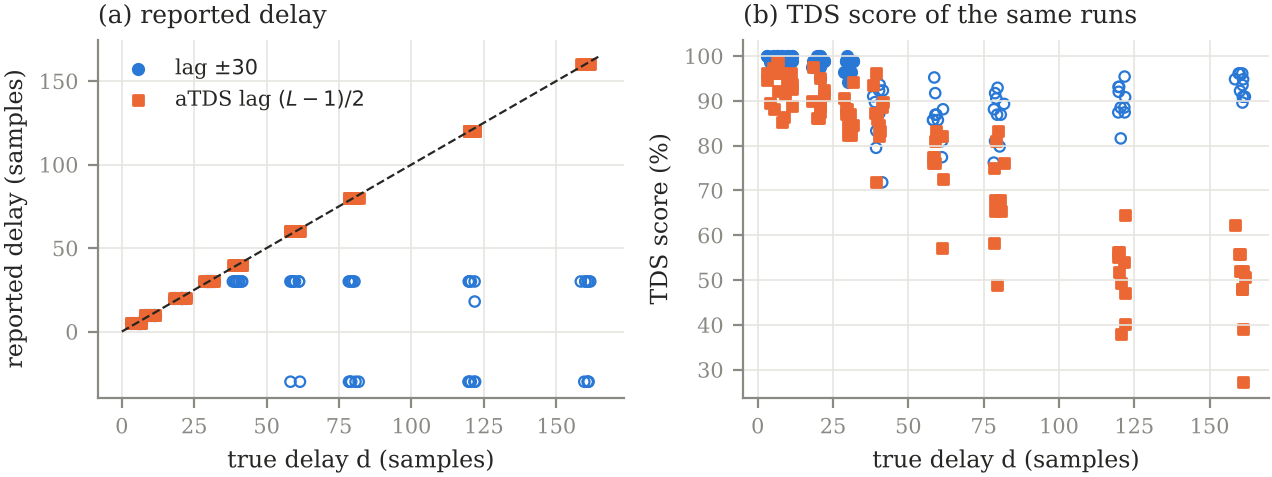 (a) reported delay
reported delay (samples)
150
100
50
0
lag ±30
aTDS lag (L − 1)/2
0 25 50 75 100 125 150
true delay d (samples)
(b) TDS score of the same runs
TDS score (%)
100
90
80
70
60
50
40
30
0 25 50 75 100 125 150
true delay d (samples)